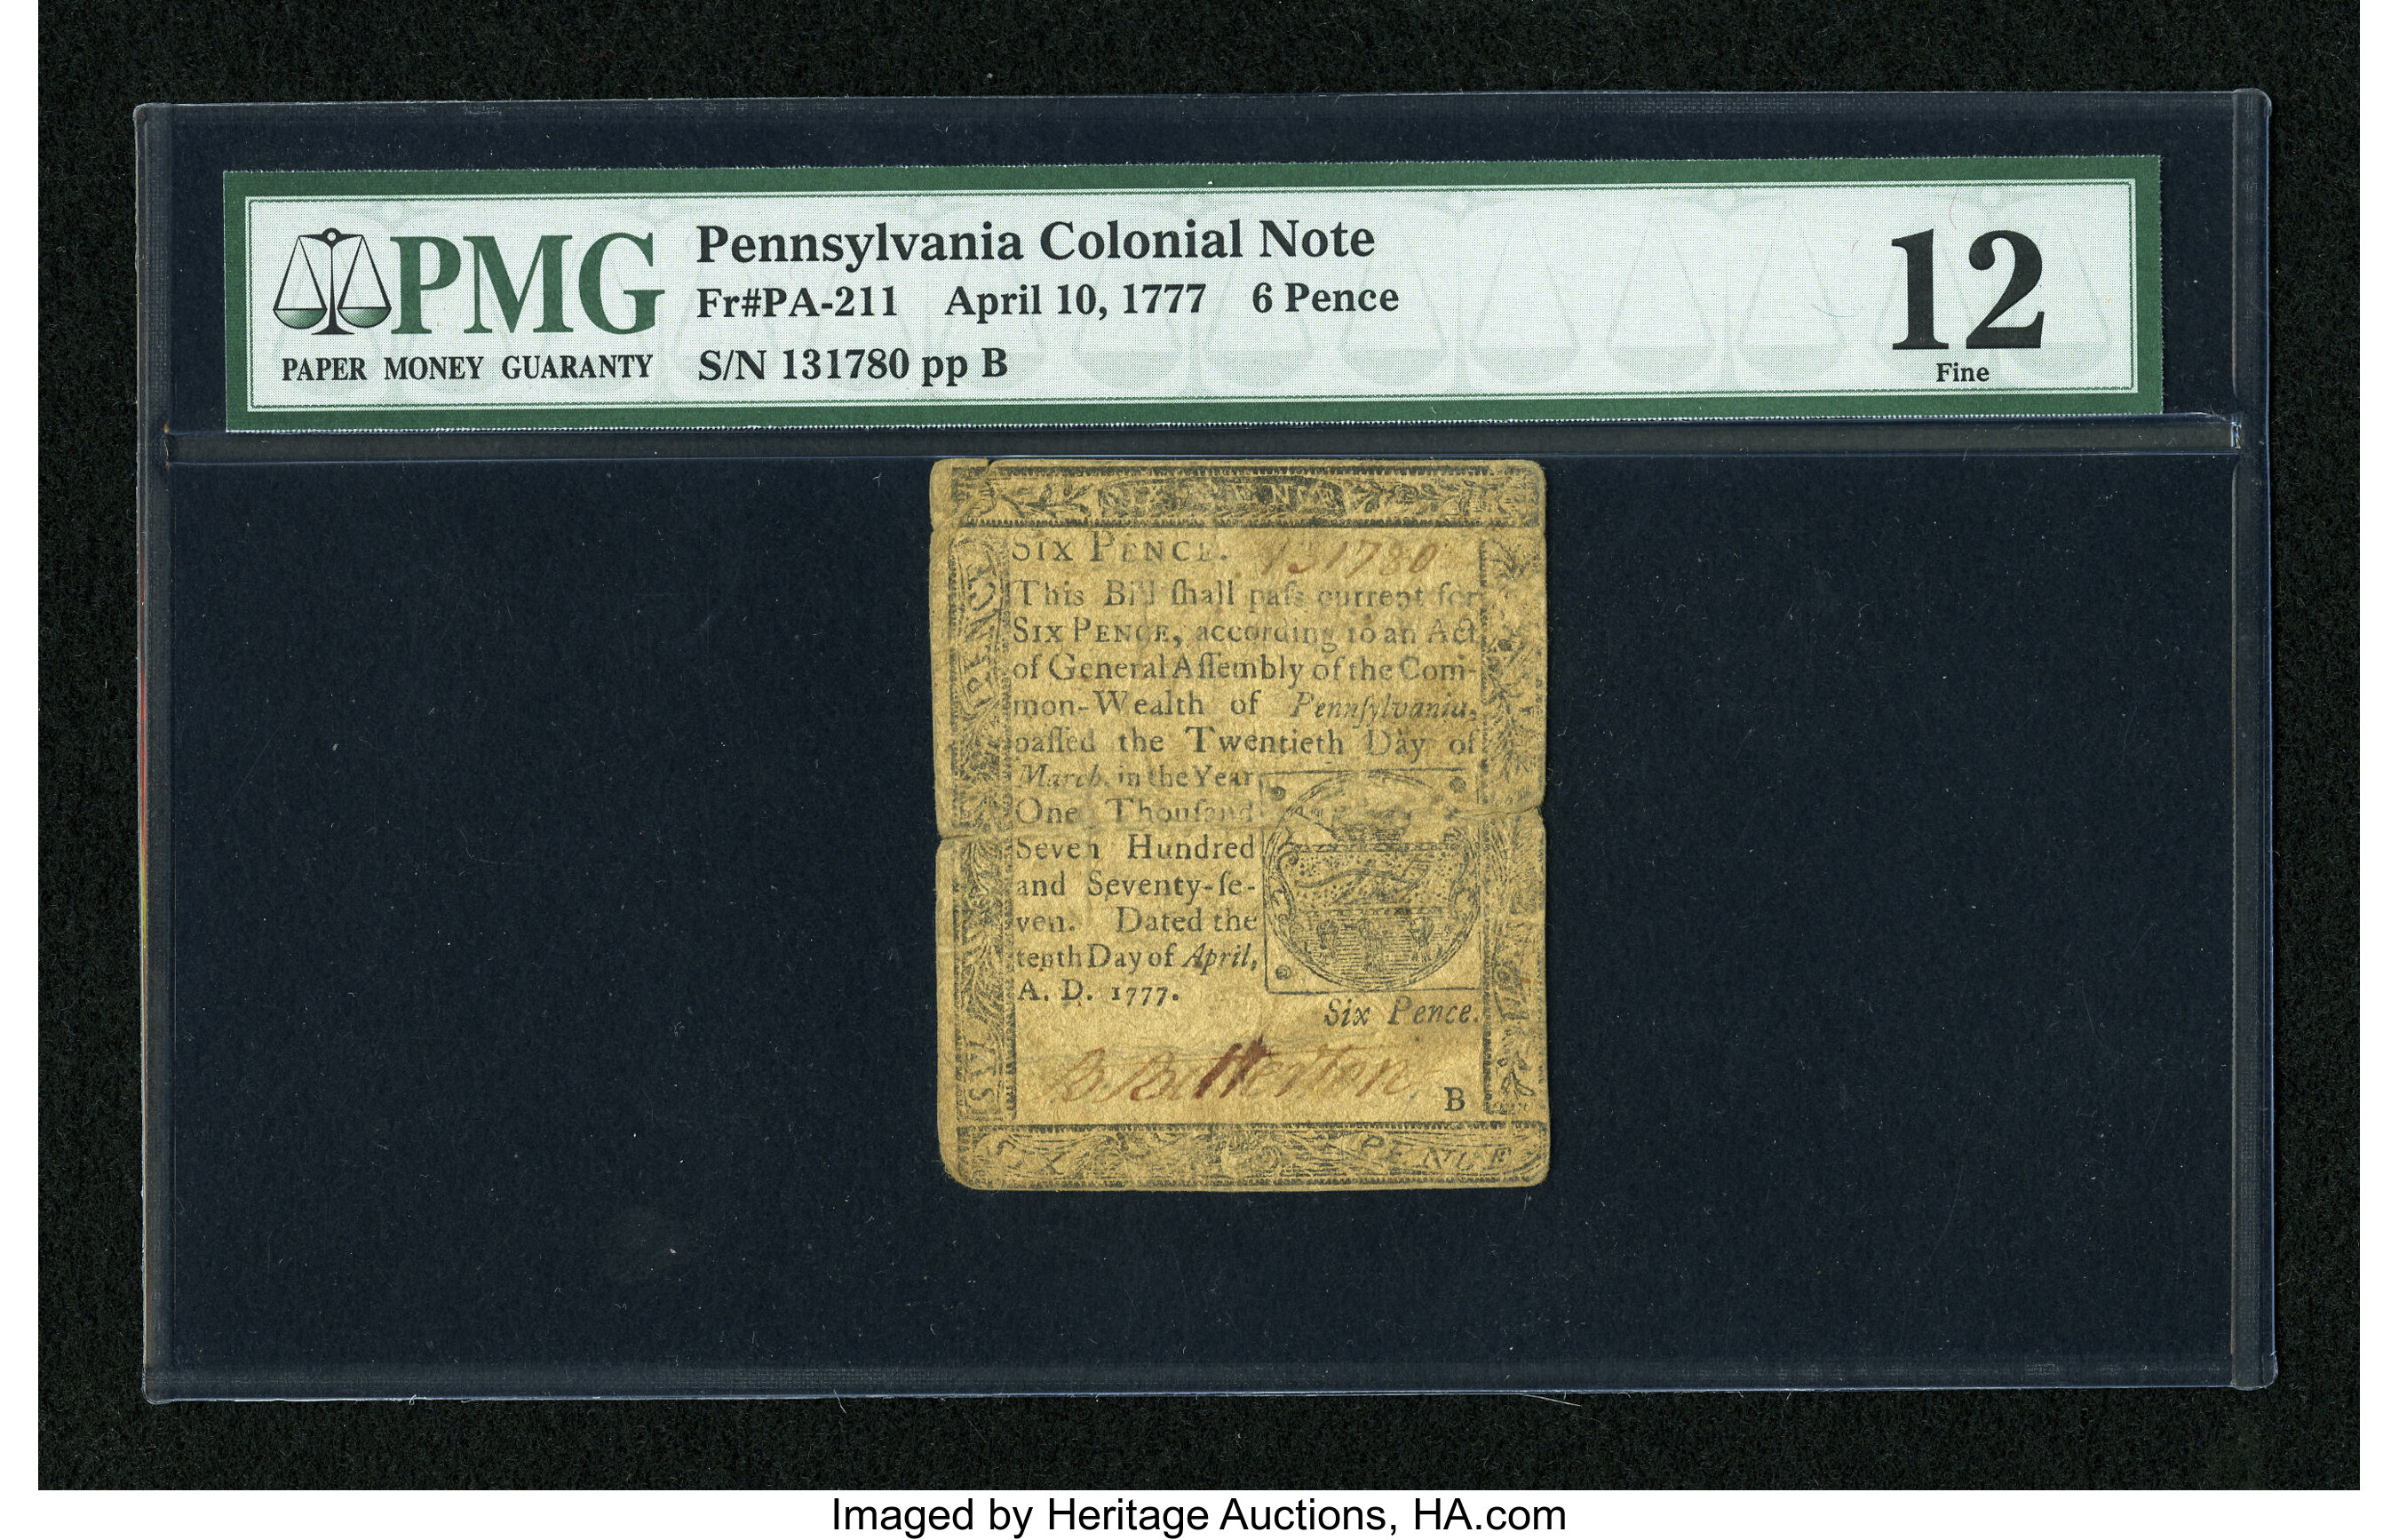 PMG
PAPER MONEY GUARANTY
Pennsylvania Colonial Note
Fr#PA-211 April 10, 1777 6 Pence
S/N 131780 pp B
12
Fine
SIX PENCE
SIX PENCE. 131780
This Bill ſhall paſs current for
SIX PENCE, according to an Act
of General Aſſembly of the Com-
mon-Wealth of Pennſylvania,
paſſed the Twentieth Day of
March, in the Year
One Thouſand
Seven Hundred
and Seventy-ſe-
ven. Dated the
tenth Day of April,
A. D. 1777.
Six Pence.
B
PENCE
Imaged by Heritage Auctions, HA.com